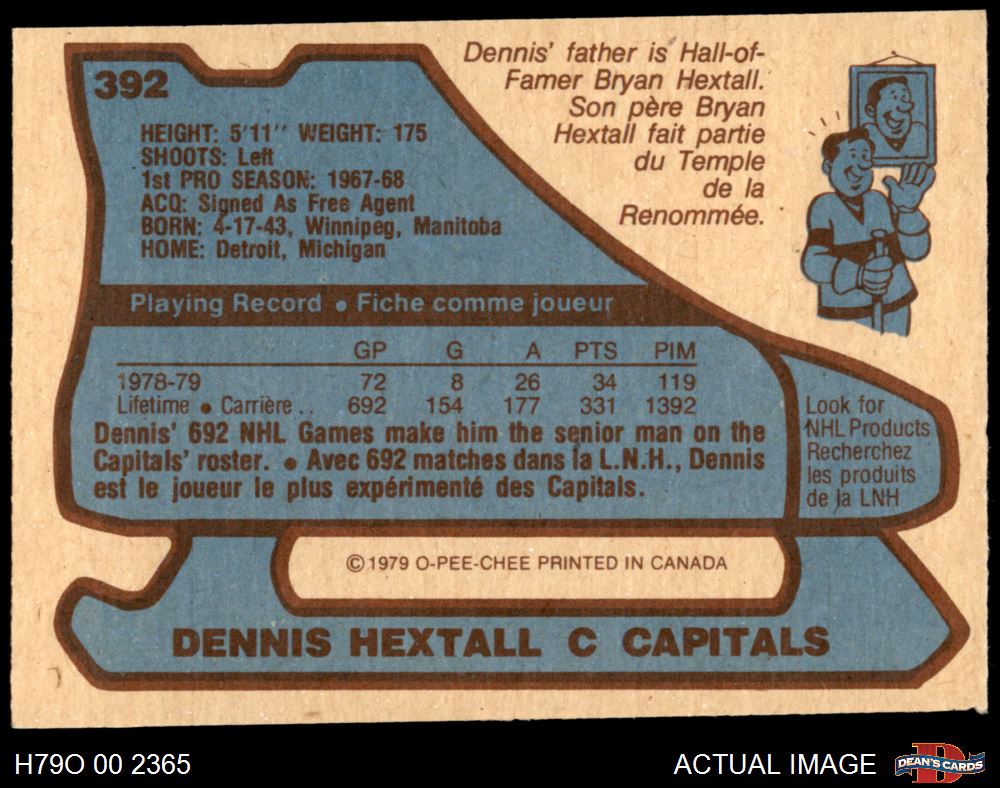 392
HEIGHT: 5'11" WEIGHT: 175
SHOOTS: Left
1st PRO SEASON: 1967-68
ACQ: Signed As Free Agent
BORN: 4-17-43, Winnipeg, Manitoba
HOME: Detroit, Michigan
Dennis' father is Hall-of-
Famer Bryan Hextall.
Son père Bryan
Hextall fait partie
du Temple
de la
Renommée.
Playing Record • Fiche comme joueur
GP G A PTS PIM
1978-79 72 8 26 34 119
Lifetime • Carrière .. 692 154 177 331 1392
Dennis' 692 NHL Games make him the senior man on the
Capitals' roster. • Avec 692 matches dans la L.N.H., Dennis
est le joueur le plus expérimenté des Capitals.
Look for
NHL Products
Recherchez
les produits
de la LNH
©1979 O-PEE-CHEE PRINTED IN CANADA
DENNIS HEXTALL C CAPITALS
H79O 00 2365
ACTUAL IMAGE
DEAN'S CARDS